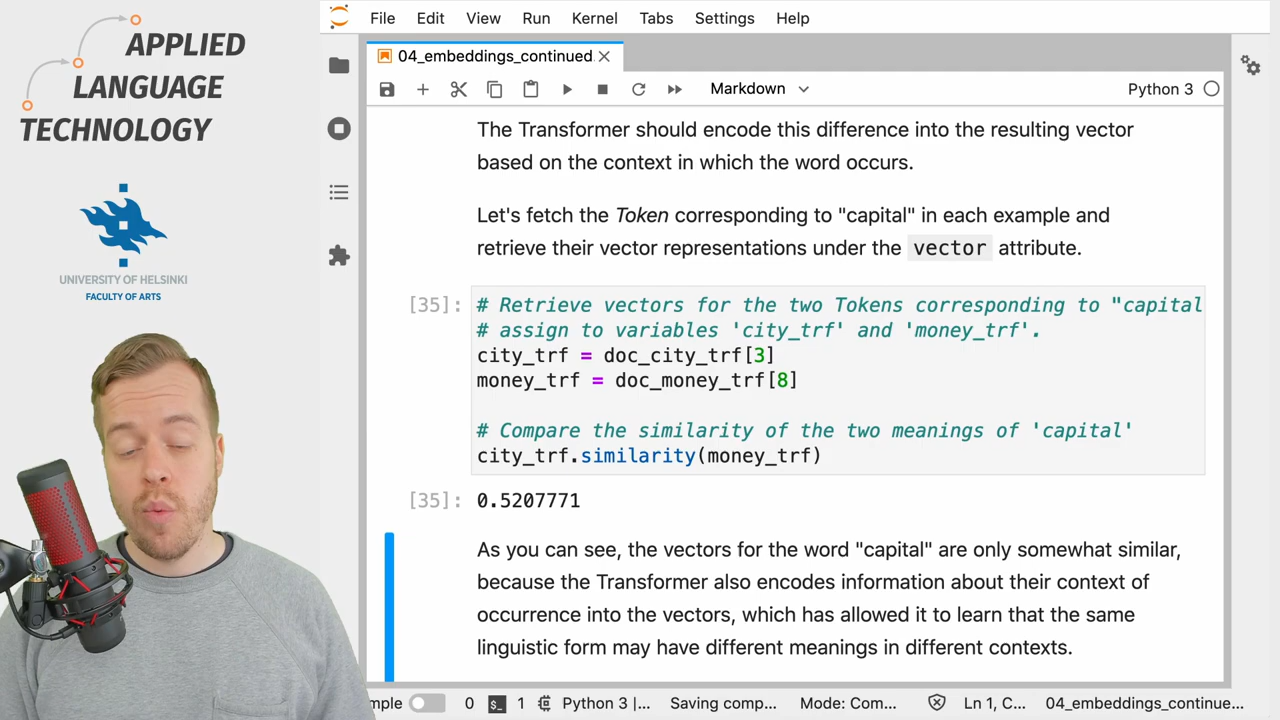 APPLIED
LANGUAGE
TECHNOLOGY
UNIVERSITY OF HELSINKI
FACULTY OF ARTS
File Edit View Run Kernel Tabs Settings Help
04_embeddings_continued
Markdown
Python 3
The Transformer should encode this difference into the resulting vector
based on the context in which the word occurs.
Let's fetch the Token corresponding to "capital" in each example and
retrieve their vector representations under the vector attribute.
[35]: # Retrieve vectors for the two Tokens corresponding to "capital
# assign to variables 'city_trf' and 'money_trf'.
city_trf = doc_city_trf[3]
money_trf = doc_money_trf[8]
# Compare the similarity of the two meanings of 'capital'
city_trf.similarity(money_trf)
[35]: 0.5207771
As you can see, the vectors for the word "capital" are only somewhat similar,
because the Transformer also encodes information about their context of
occurrence into the vectors, which has allowed it to learn that the same
linguistic form may have different meanings in different contexts.
mple 0 $_ 1 Python 3 |... Saving comp... Mode: Com... Ln 1, C... 04_embeddings_continue...